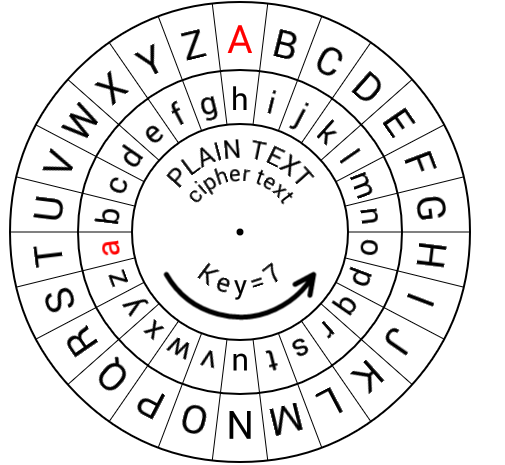 A B C D E F G H I J K L M N O P Q R S T U V W X Y Z
h i j k l m n o p q r s t u v w x y z a b c d e f g
PLAIN TEXT
cipher text
Key=7